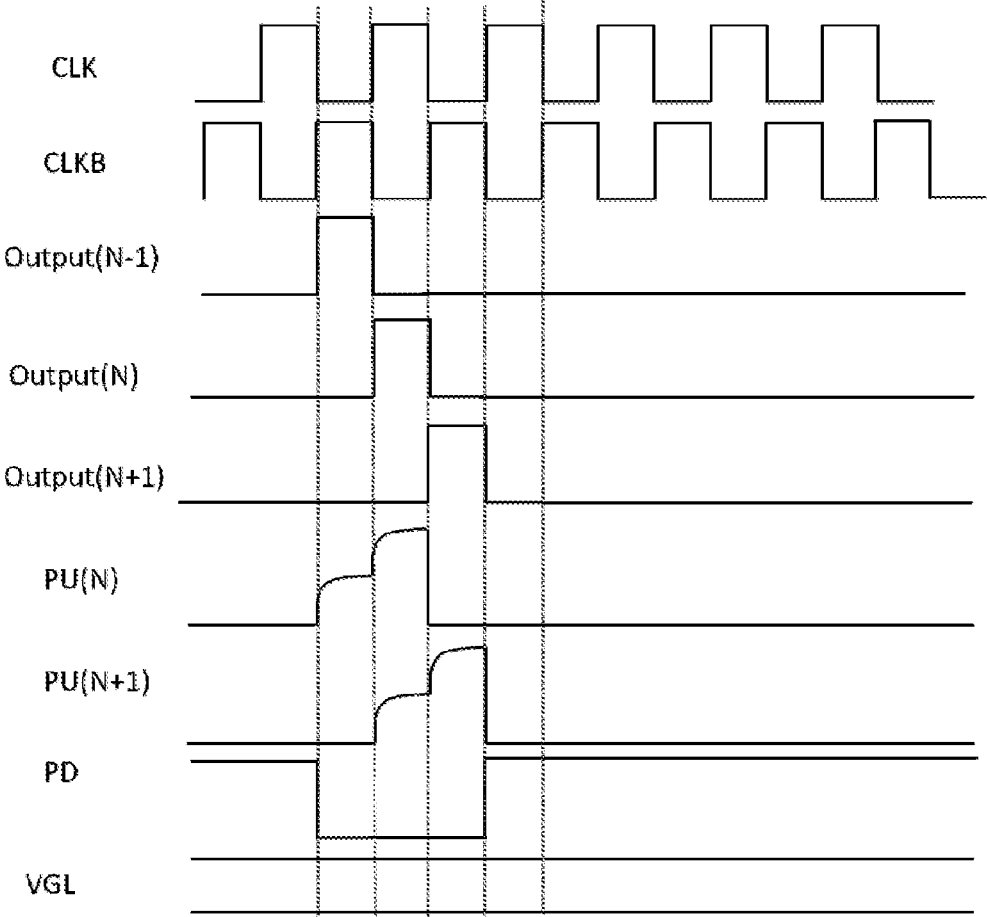 CLK
CLKB
Output(N-1)
Output(N)
Output(N+1)
PU(N)
PU(N+1)
PD
VGL